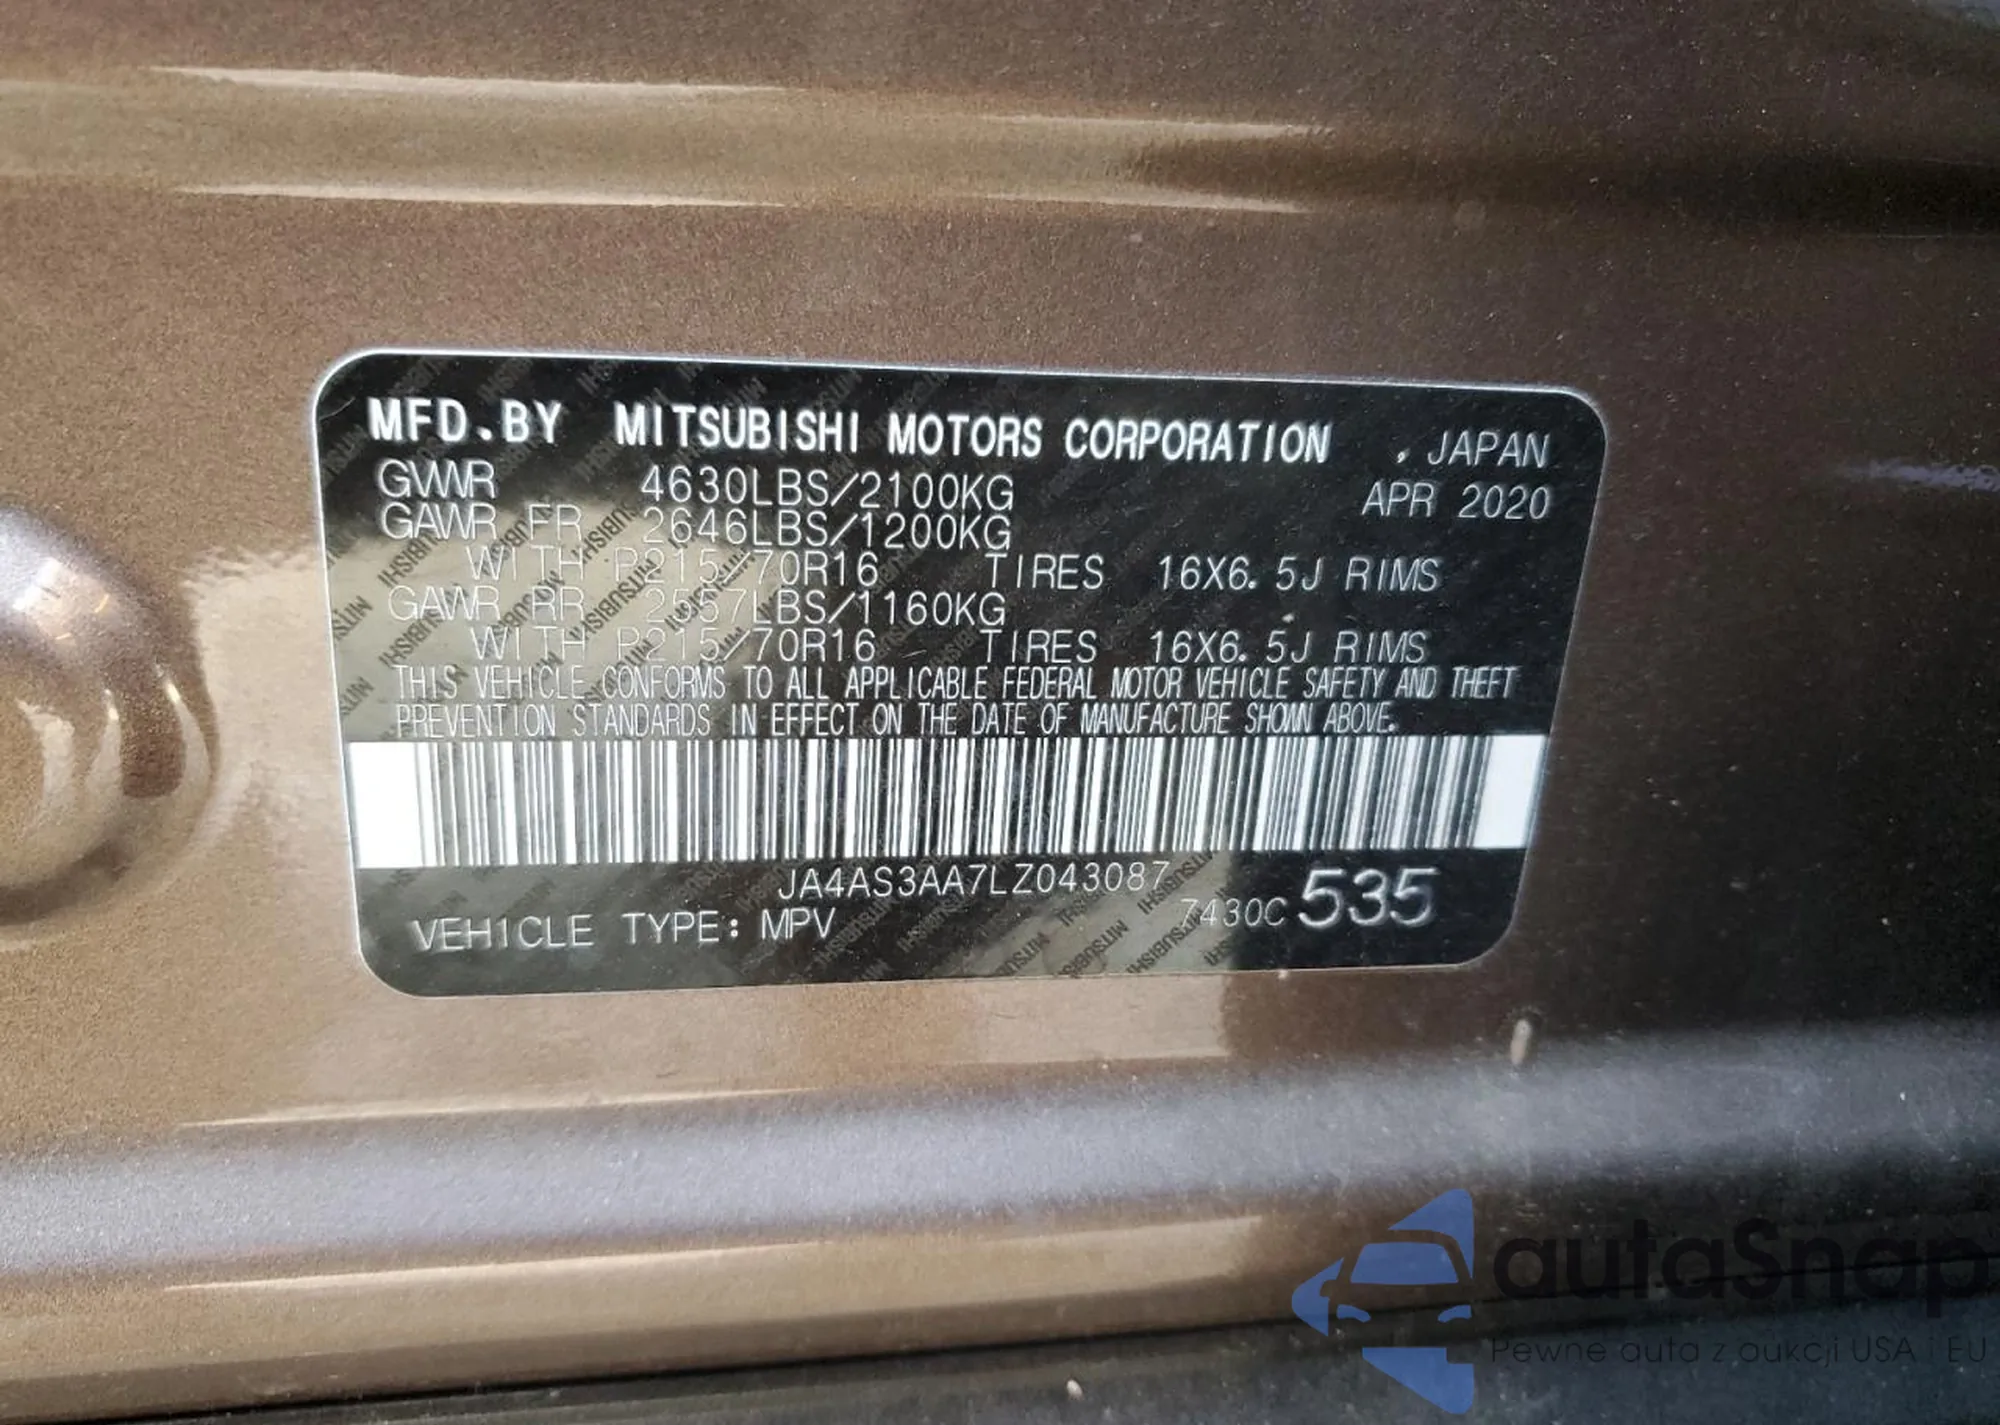 MFD.BY MITSUBISHI MOTORS CORPORATION , JAPAN
GVWR 4630LBS/2100KG APR 2020
GAWR FR 2646LBS/1200KG
WITH P215/70R16 TIRES 16X6.5J RIMS
GAWR RR 2557LBS/1160KG
WITH P215/70R16 TIRES 16X6.5J RIMS
THIS VEHICLE CONFORMS TO ALL APPLICABLE FEDERAL MOTOR VEHICLE SAFETY AND THEFT
PREVENTION STANDARDS IN EFFECT ON THE DATE OF MANUFACTURE SHOWN ABOVE.
JA4AS3AA7LZ043087
VEHICLE TYPE: MPV 7430C 535
autaSnap
Pewne auta z aukcji USA i EU